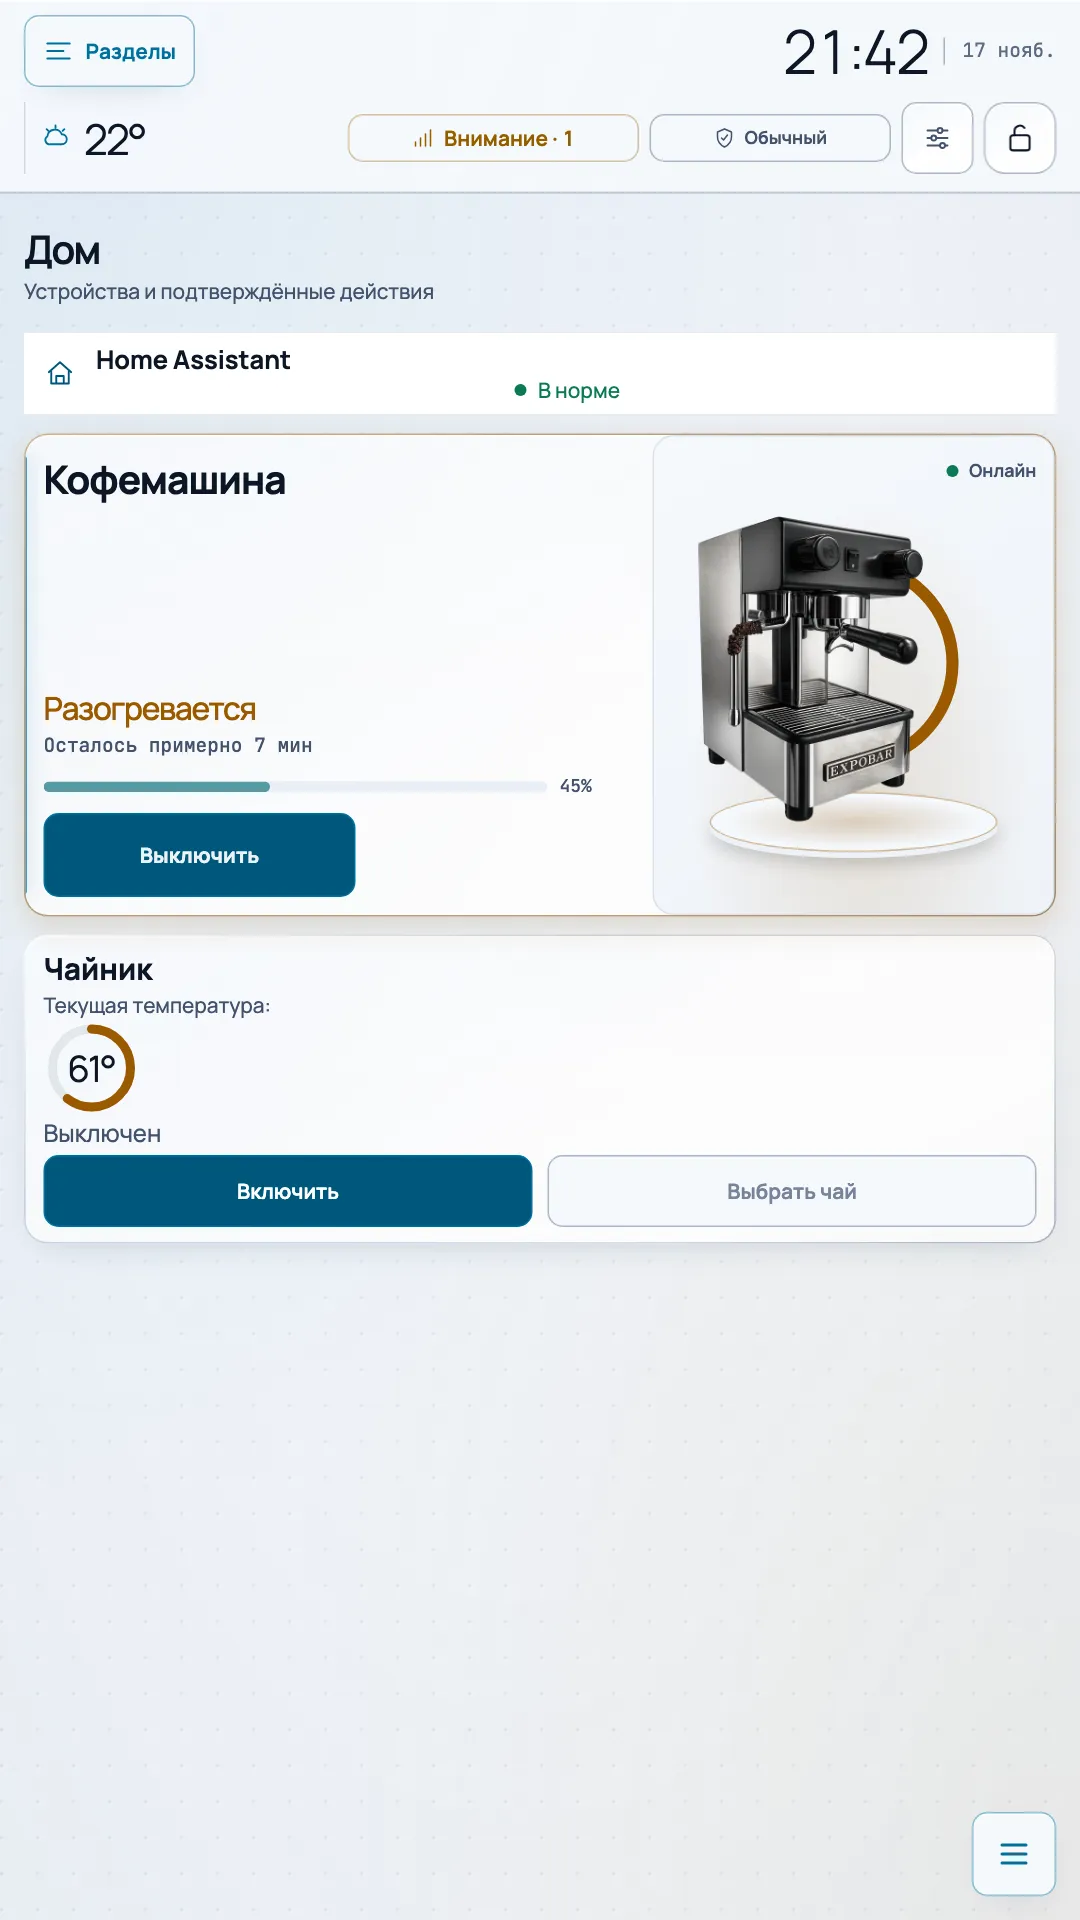 Разделы
21:42
17 нояб.
22°
Внимание · 1
Обычный
Дом
Устройства и подтверждённые действия
Home Assistant
В норме
Кофемашина
Онлайн
EXPOBAR
Разогревается
Осталось примерно 7 мин
45%
Выключить
Чайник
Текущая температура:
61°
Выключен
Включить
Выбрать чай